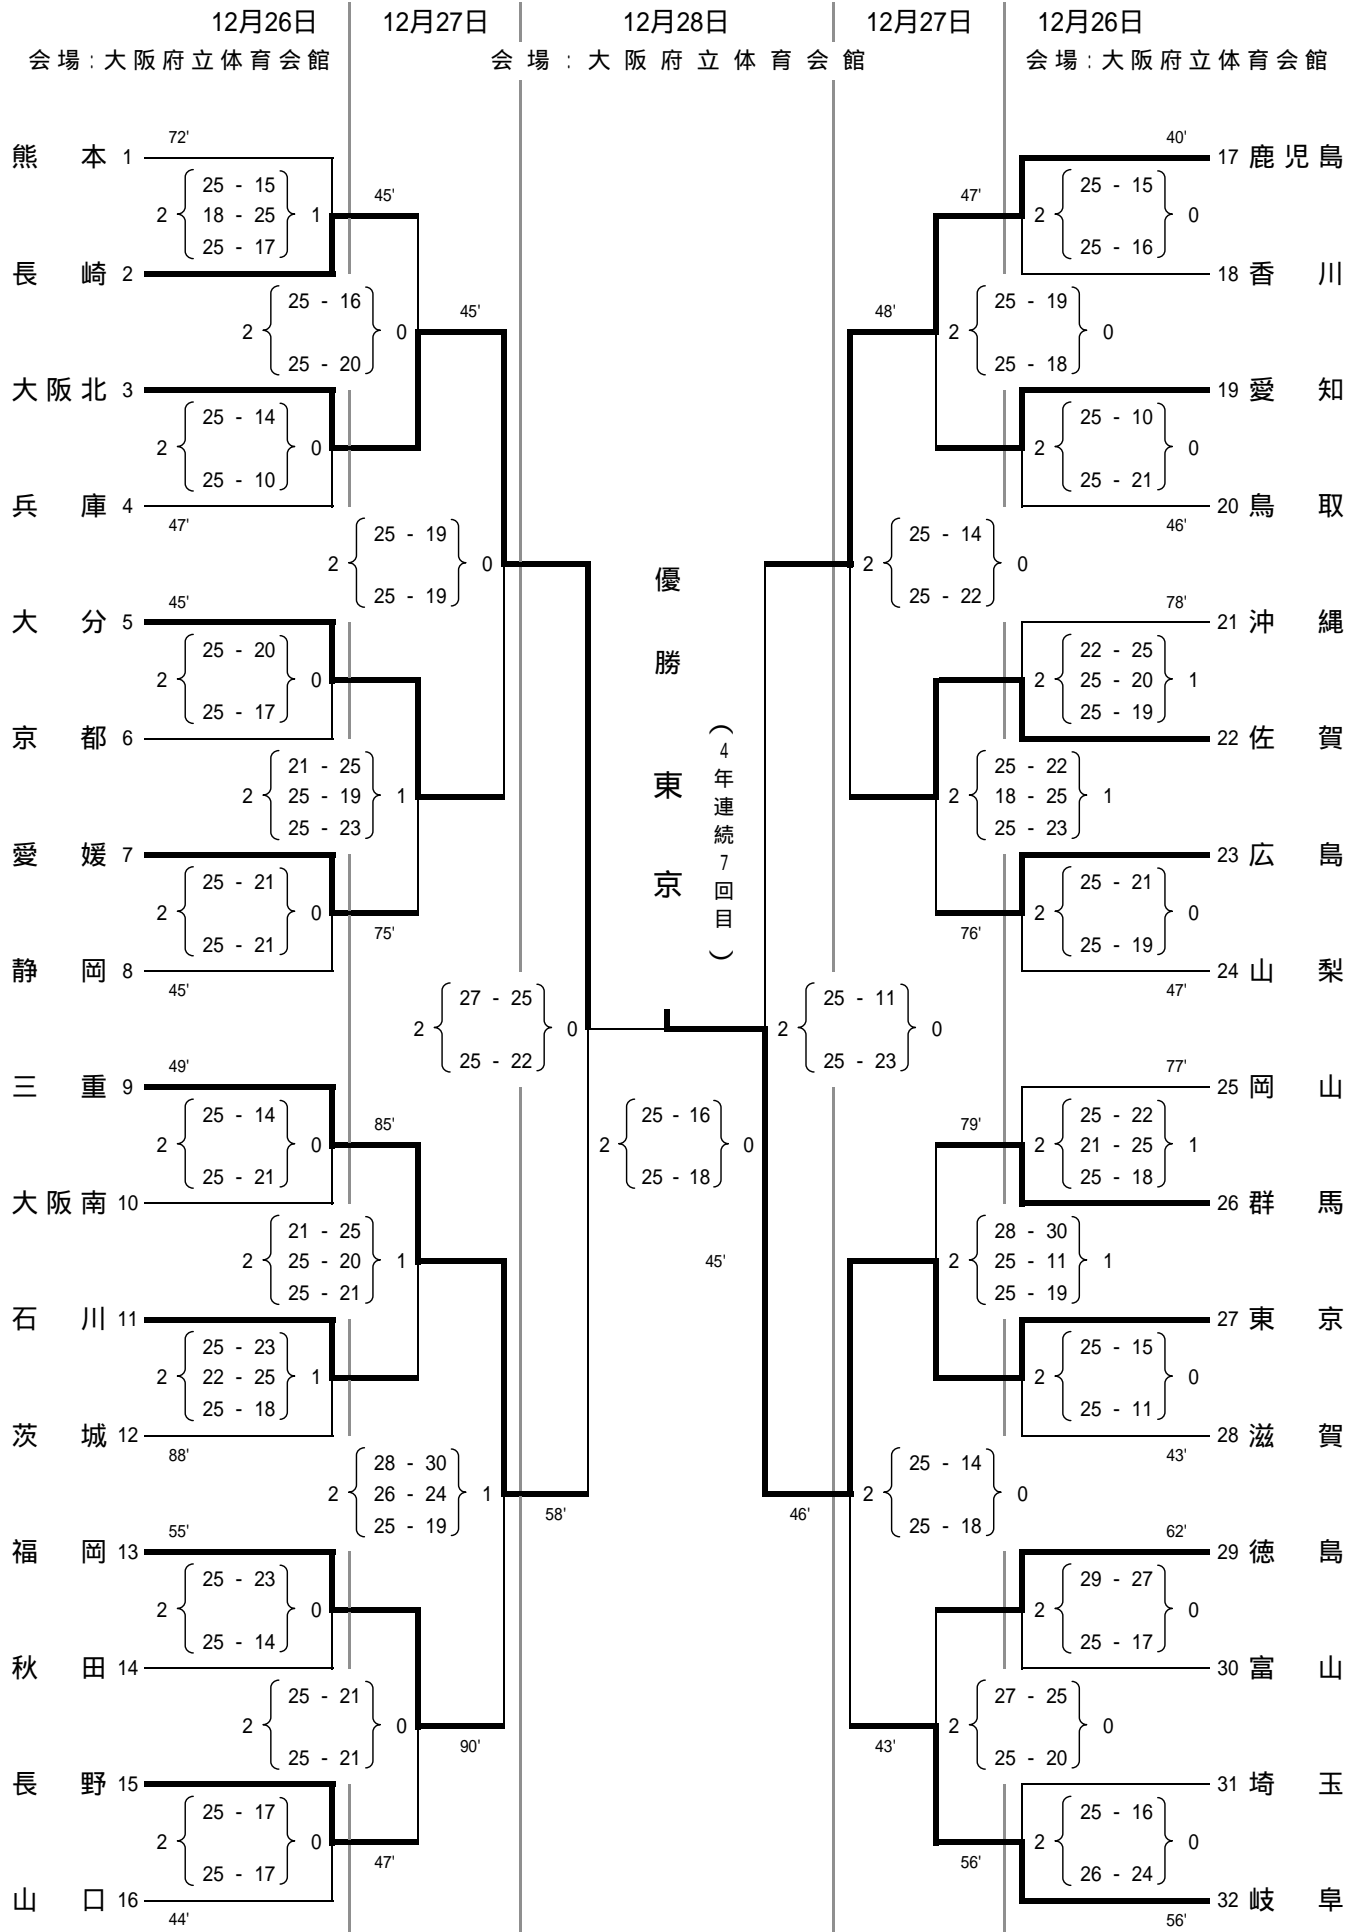 12月26日 12月27日 12月28日 12月27日 12月26日
会場：大阪府立体育会館 会場：大阪府立体育会館 会場：大阪府立体育会館
72'
熊本 1
2 25 - 15 18 - 25 25 - 17 1
45'
長崎 2
2 25 - 16 25 - 20 0
45'
大阪北 3
2 25 - 14 25 - 10 0
兵庫 4
47'
2 25 - 19 25 - 19 0
45'
大分 5
2 25 - 20 25 - 17 0
京都 6
2 21 - 25 25 - 19 25 - 23 1
愛媛 7
2 25 - 21 25 - 21 0
75'
静岡 8
45'
2 27 - 25 25 - 22 0
49'
三重 9
2 25 - 14 25 - 21 0
85'
大阪南 10
2 21 - 25 25 - 20 25 - 21 1
石川 11
2 25 - 23 22 - 25 25 - 18 1
茨城 12
88'
2 28 - 30 26 - 24 25 - 19 1
58'
55'
福岡 13
2 25 - 23 25 - 14 0
秋田 14
2 25 - 21 25 - 21 0
90'
長野 15
2 25 - 17 25 - 17 0
47'
山口 16
44'
優勝
東京
（4年連続7回目）
2 25 - 16 25 - 18 0
45'
40'
17 鹿児島
47'
2 25 - 15 25 - 16 0
18 香川
48'
2 25 - 19 25 - 18 0
19 愛知
2 25 - 10 25 - 21 0
20 鳥取
46'
2 25 - 14 25 - 22 0
78'
21 沖縄
2 22 - 25 25 - 20 25 - 19 1
22 佐賀
2 25 - 22 18 - 25 25 - 23 1
23 広島
2 25 - 21 25 - 19 0
76'
24 山梨
47'
2 25 - 11 25 - 23 0
77'
25 岡山
79'
2 25 - 22 21 - 25 25 - 18 1
26 群馬
2 28 - 30 25 - 11 25 - 19 1
27 東京
2 25 - 15 25 - 11 0
28 滋賀
43'
2 25 - 14 25 - 18 0
46'
62'
29 徳島
2 29 - 27 25 - 17 0
30 富山
2 27 - 25 25 - 20 0
43'
31 埼玉
2 25 - 16 26 - 24 0
56'
32 岐阜
56'